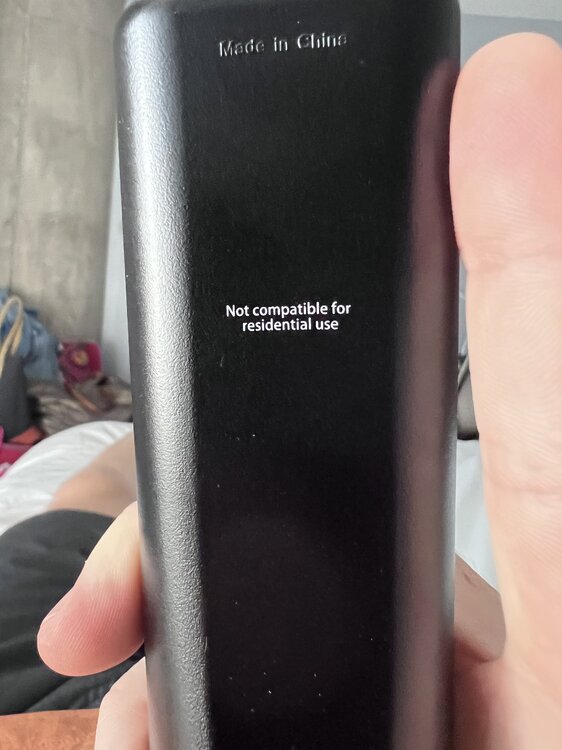 Made in China
Not compatible for
residential use